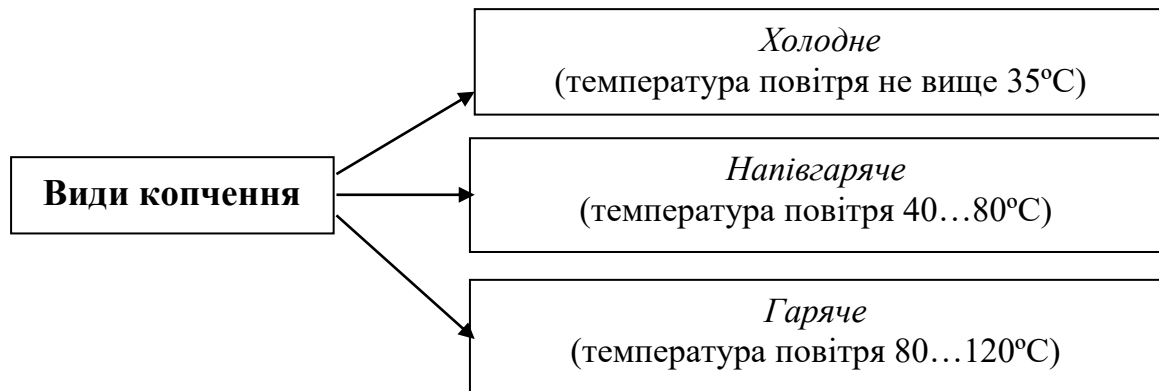 Холодне
(температура повітря не вище 35ºС)
Види копчення
Напівгаряче
(температура повітря 40…80ºС)
Гаряче
(температура повітря 80…120ºС)